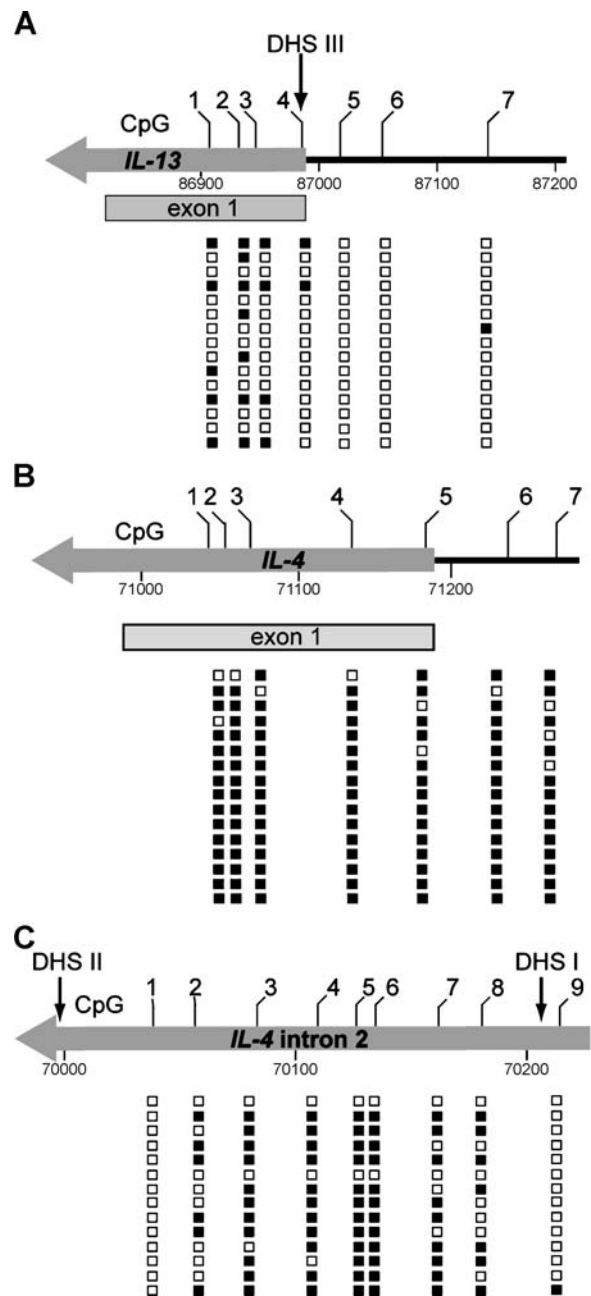 A
DHS III
1 2 3 4 5 6 7
CpG
IL-13
86900 87000 87100 87200
exon 1
B
1 2 3 4 5 6 7
CpG
IL-4
71000 71100 71200
exon 1
C
DHS II DHS I
CpG 1 2 3 4 5 6 7 8 9
IL-4 intron 2
70000 70100 70200